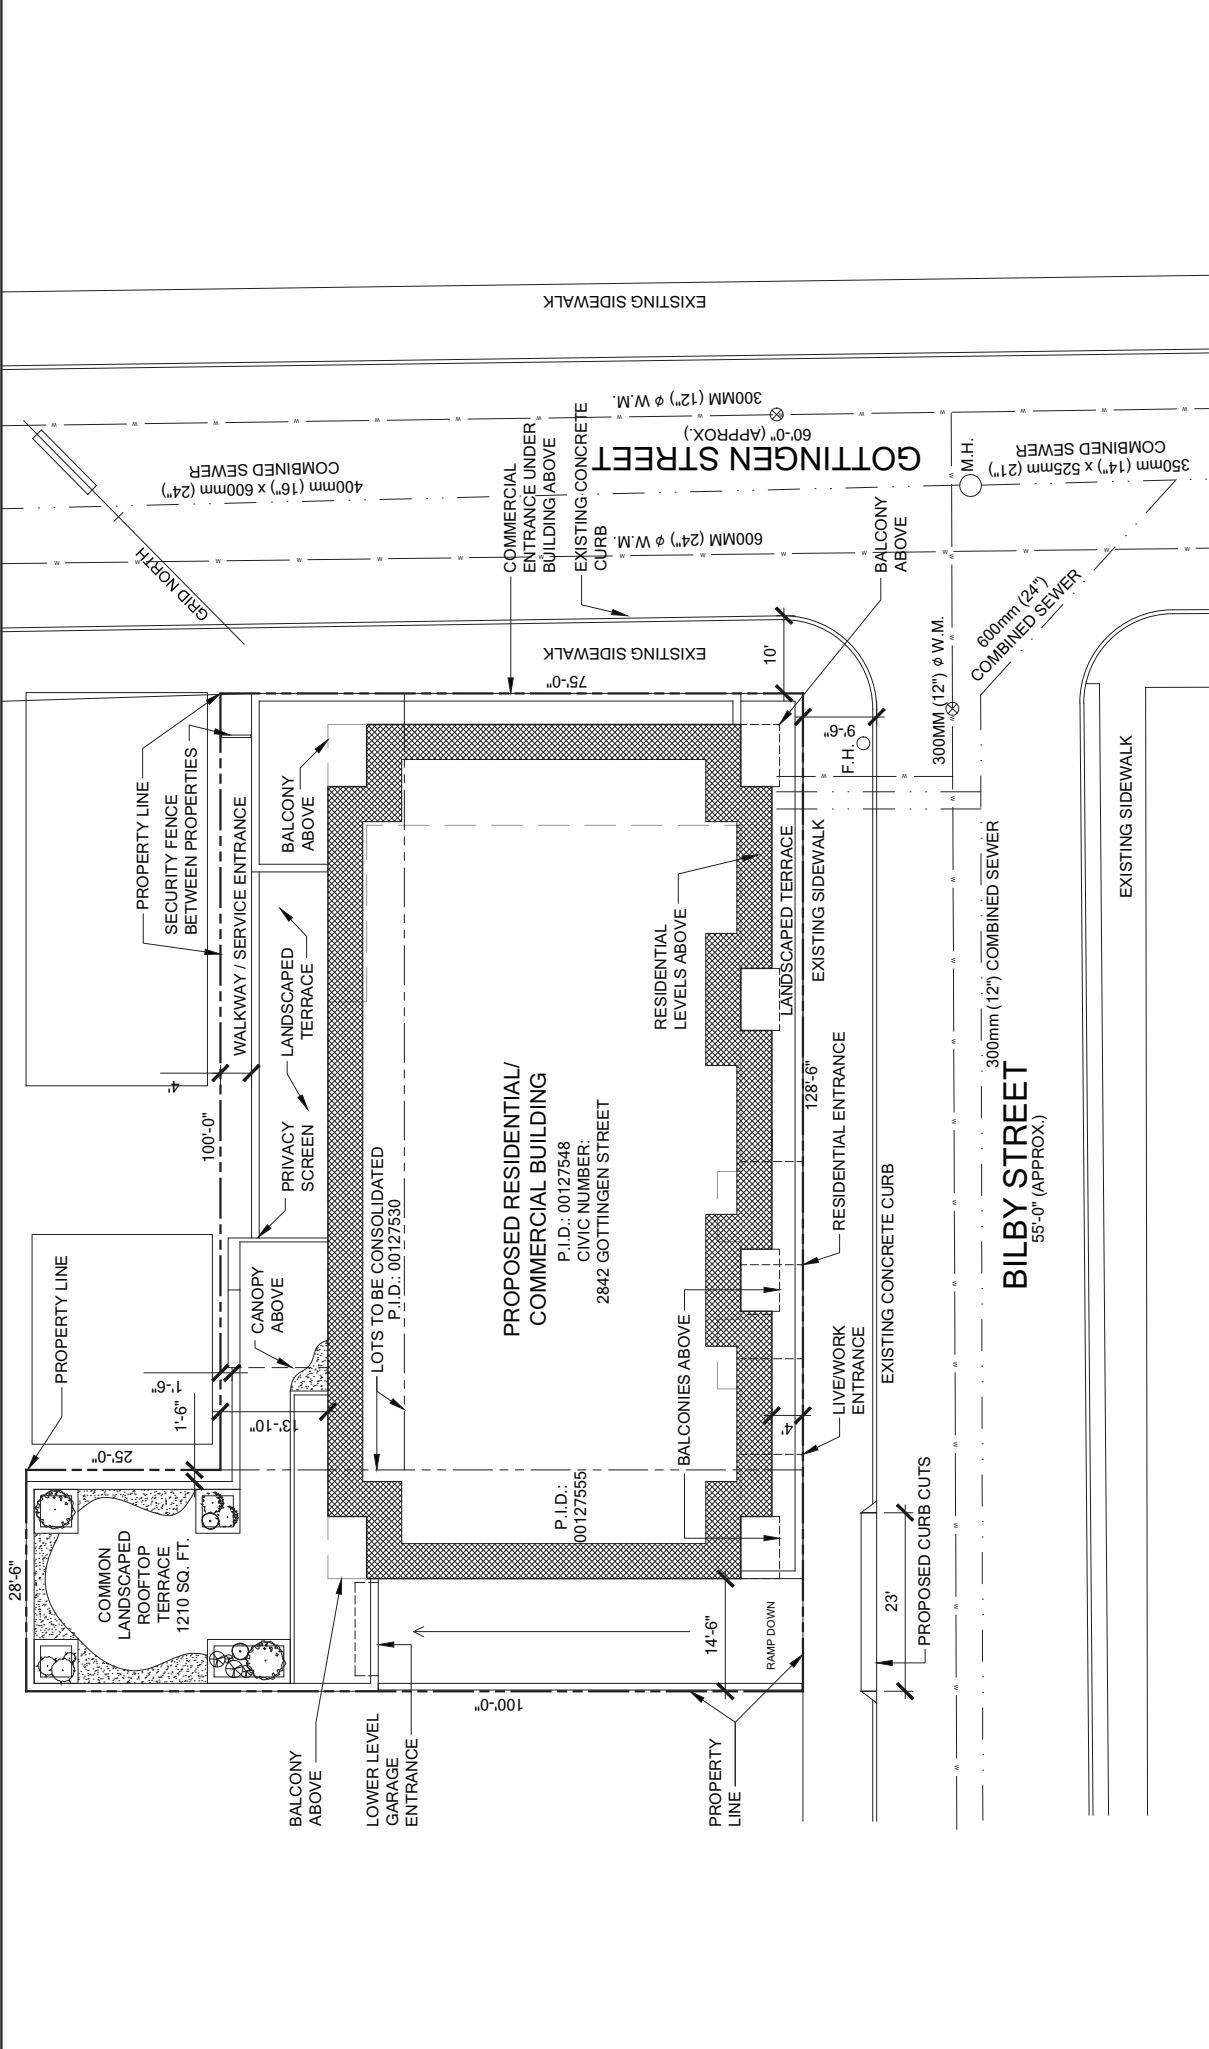 EXISTING SIDEWALK
300MM (12") ϕ W.M.
60'-0" (APPROX.)
GOTTINGEN STREET
COMBINED SEWER
400mm (16") x 600mm (24")
COMBINED SEWER
350mm (14") x 525mm (21")
M.H.
600MM (24") ϕ W.M.
GRID NORTH
COMMERCIAL
ENTRANCE UNDER
BUILDING ABOVE
EXISTING CONCRETE
CURB
BALCONY
ABOVE
EXISTING SIDEWALK
10'
75'-0"
600mm (24")
COMBINED SEWER
300MM (12") ϕ W.M.
9'-6"
F.H.
PROPERTY LINE
SECURITY FENCE
BETWEEN PROPERTIES
WALKWAY / SERVICE ENTRANCE
BALCONY
ABOVE
LANDSCAPED
TERRACE
4'
100'-0"
PRIVACY
SCREEN
RESIDENTIAL
LEVELS ABOVE
LANDSCAPED TERRACE
EXISTING SIDEWALK
EXISTING SIDEWALK
300mm (12") COMBINED SEWER
128'-6"
RESIDENTIAL ENTRANCE
BILBY STREET
55'-0" (APPROX.)
PROPOSED RESIDENTIAL/
COMMERCIAL BUILDING
P.I.D.: 00127548
CIVIC NUMBER:
2842 GOTTINGEN STREET
LOTS TO BE CONSOLIDATED
P.I.D.: 00127530
PROPERTY LINE
CANOPY
ABOVE
1'-6"
1'-6"
13'-10"
25'-0"
BALCONIES ABOVE
LIVE/WORK
ENTRANCE
EXISTING CONCRETE CURB
4'
P.I.D.:
00127555
28'-6"
COMMON
LANDSCAPED
ROOFTOP
TERRACE
1210 SQ. FT.
14'-6"
RAMP DOWN
23'
PROPOSED CURB CUTS
100'-0"
BALCONY
ABOVE
LOWER LEVEL
GARAGE
ENTRANCE
PROPERTY
LINE